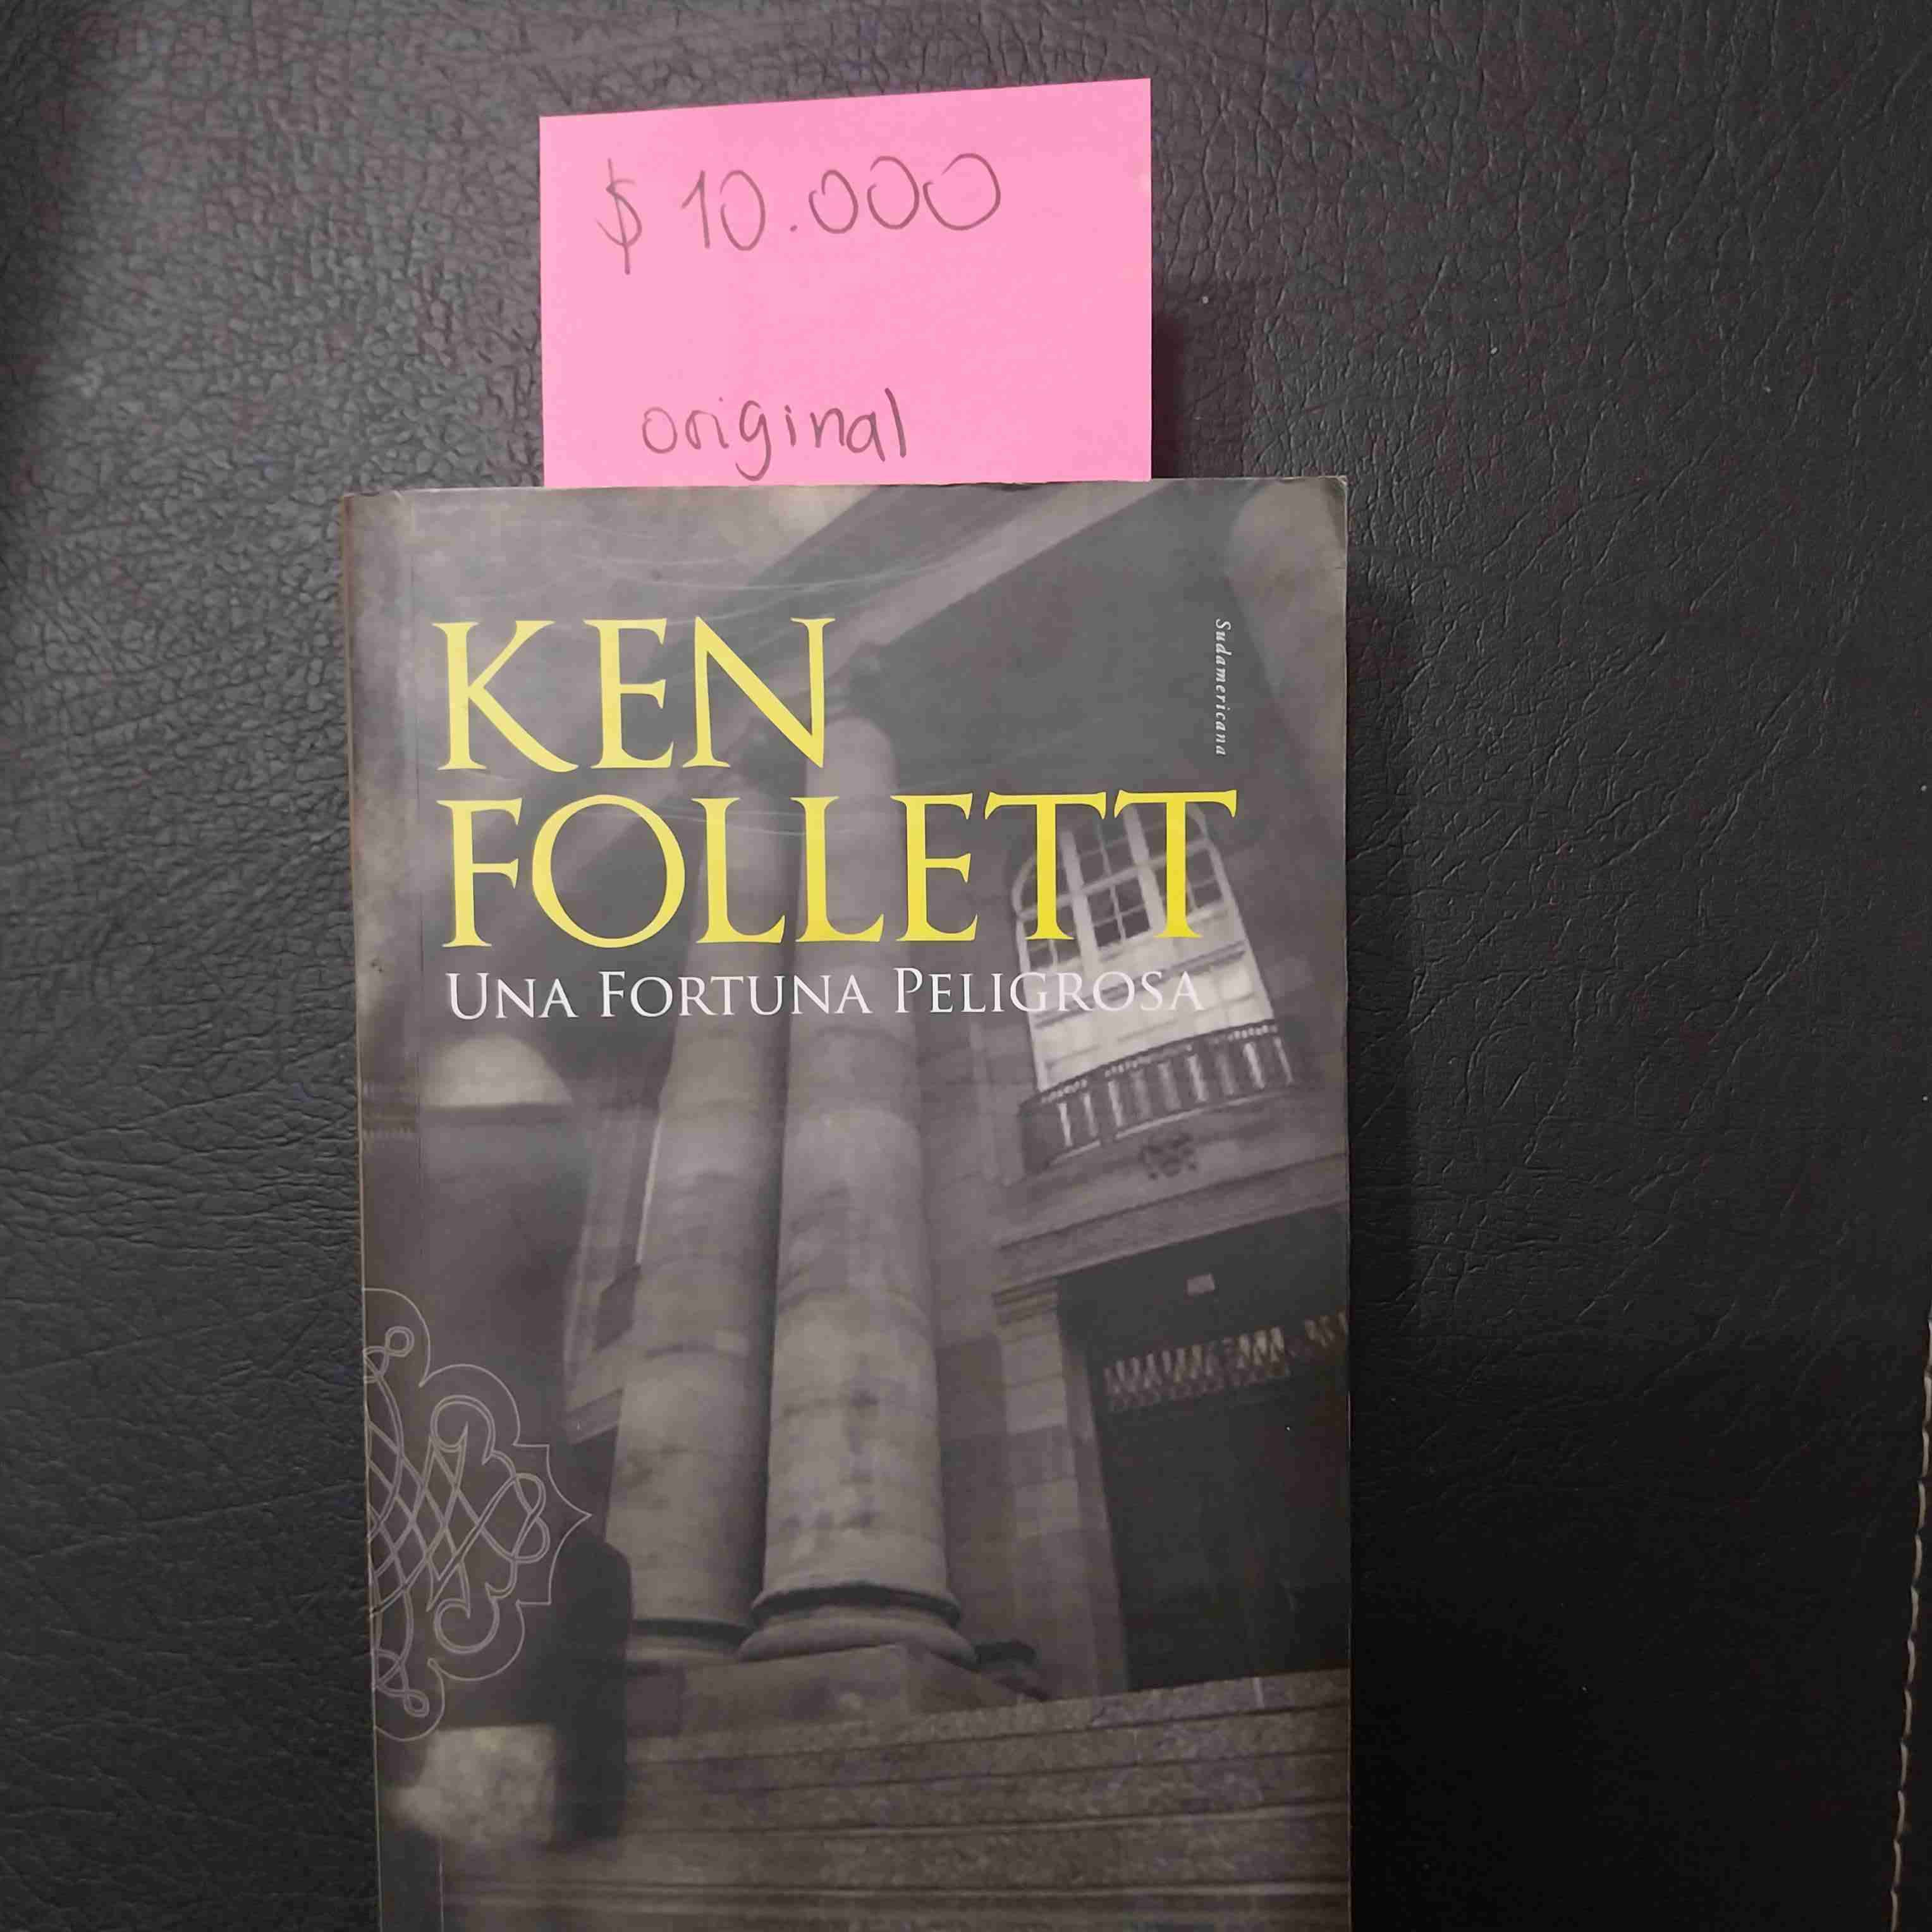 $ 10.000
original
Sudamericana
KEN
FOLLETT
UNA FORTUNA PELIGROSA